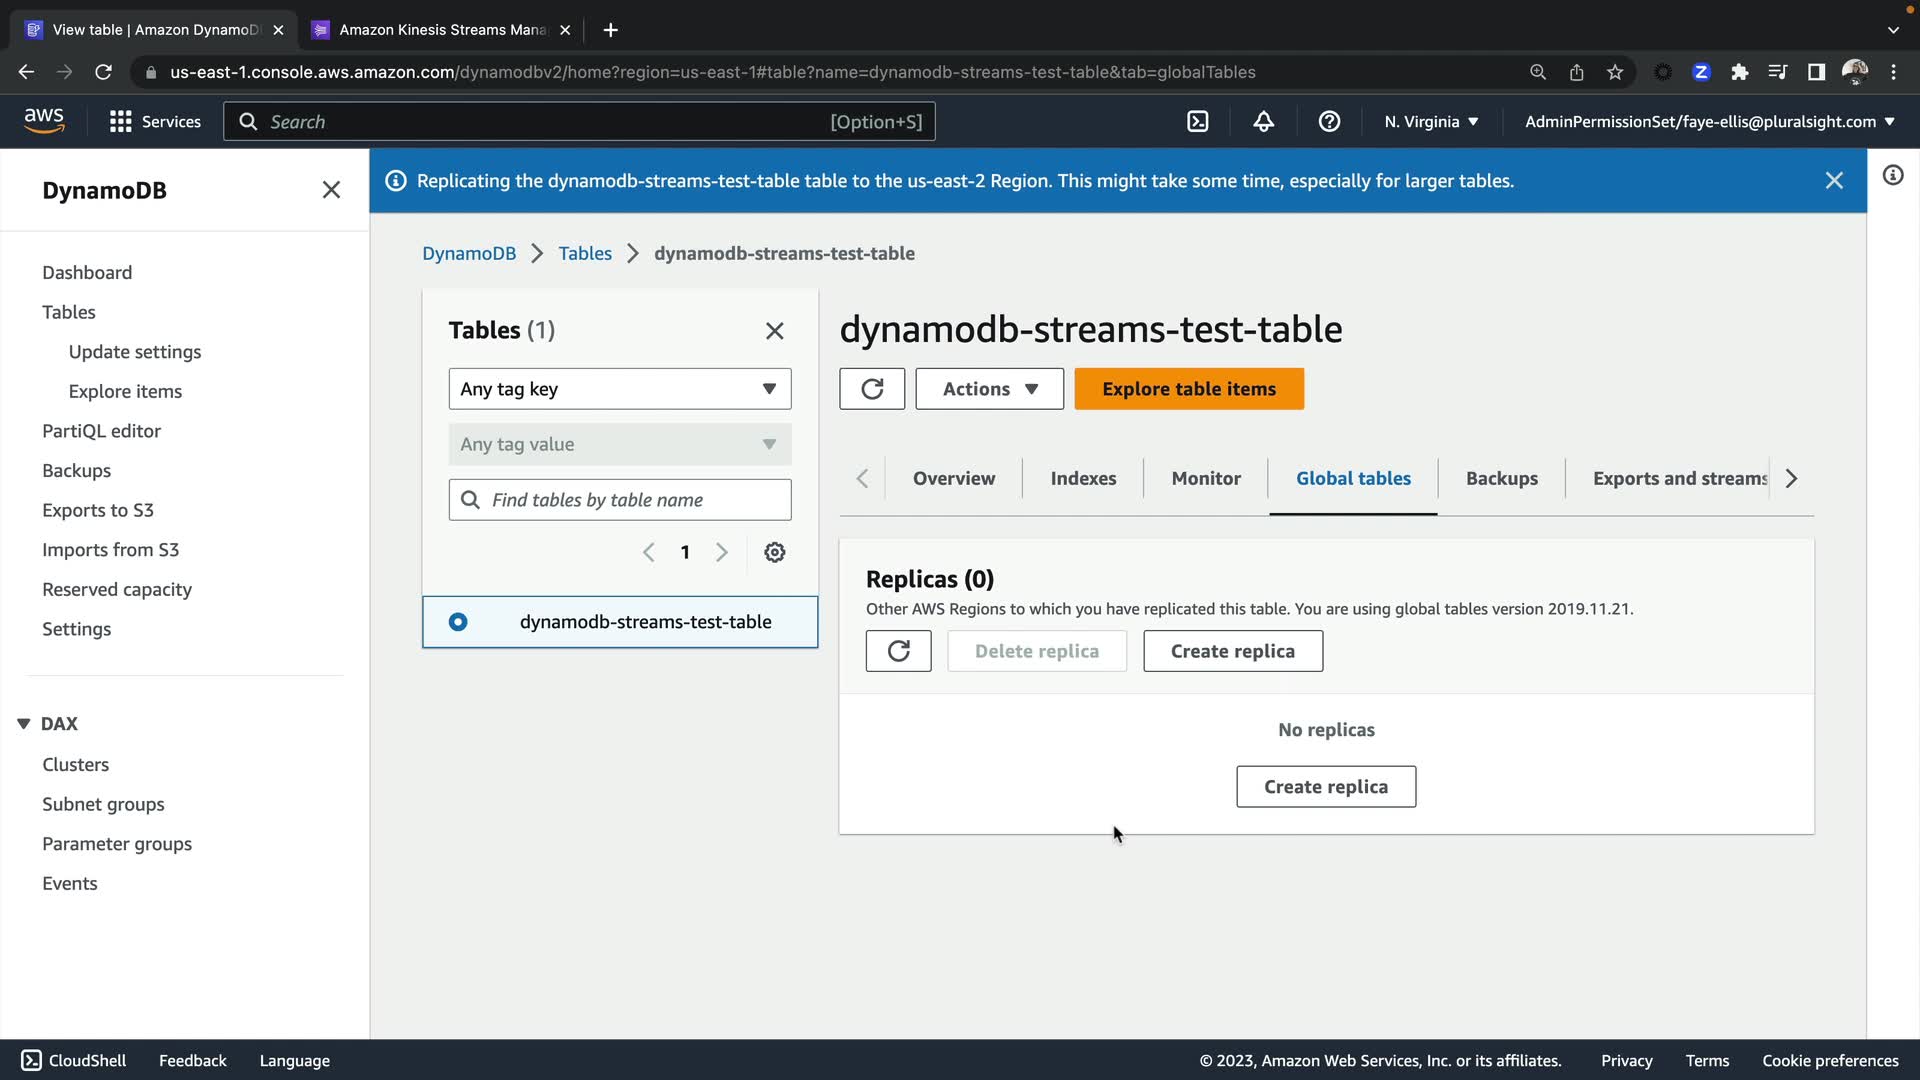 View table | Amazon DynamoD
Amazon Kinesis Streams Mana
us-east-1.console.aws.amazon.com/dynamodbv2/home?region=us-east-1#table?name=dynamodb-streams-test-table&tab=globalTables
Z
aws
Services
Search
[Option+S]
N. Virginia
AdminPermissionSet/faye-ellis@pluralsight.com
DynamoDB
Dashboard
Tables
Update settings
Explore items
PartiQL editor
Backups
Exports to S3
Imports from S3
Reserved capacity
Settings
DAX
Clusters
Subnet groups
Parameter groups
Events
Replicating the dynamodb-streams-test-table table to the us-east-2 Region. This might take some time, especially for larger tables.
DynamoDB > Tables > dynamodb-streams-test-table
Tables (1)
Any tag key
Any tag value
Find tables by table name
1
dynamodb-streams-test-table
dynamodb-streams-test-table
Actions
Explore table items
Overview
Indexes
Monitor
Global tables
Backups
Exports and streams
Replicas (0)
Other AWS Regions to which you have replicated this table. You are using global tables version 2019.11.21.
Delete replica
Create replica
No replicas
Create replica
CloudShell
Feedback
Language
© 2023, Amazon Web Services, Inc. or its affiliates.
Privacy
Terms
Cookie preferences